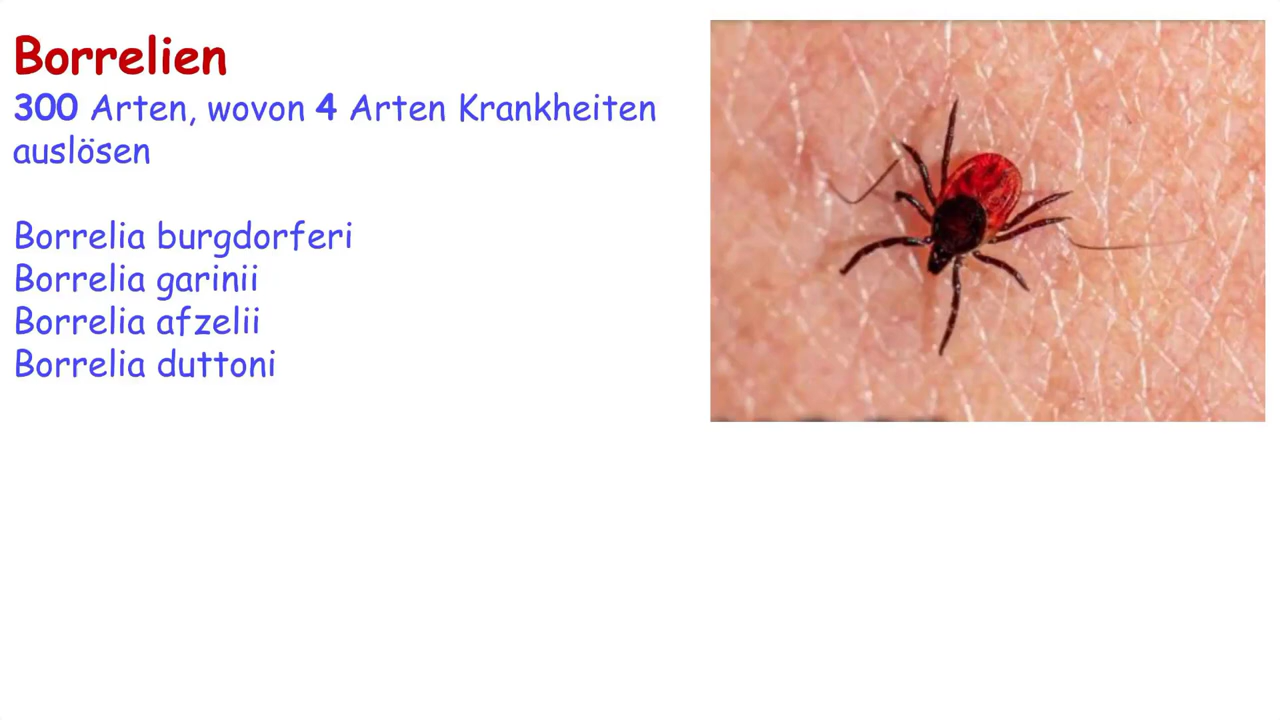 Borrelien
300 Arten, wovon 4 Arten Krankheiten
auslösen
Borrelia burgdorferi
Borrelia garinii
Borrelia afzelii
Borrelia duttoni